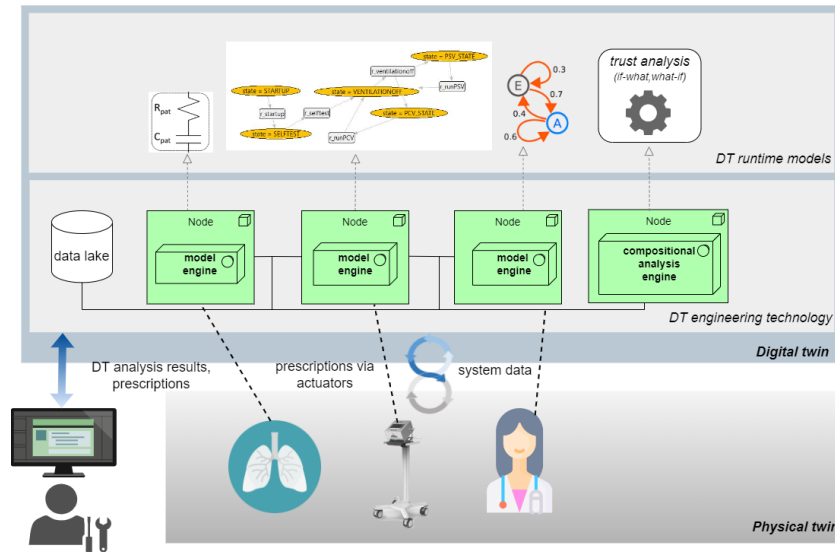 R_pat
C_pat
state = STARTUP
r_startup
state = SELFTEST
r_selftest
state = VENTILATIONOFF
r_ventilationoff
state = PSV_STATE
r_runPSV
state = PCV_STATE
r_runPCV
E
0.3
0.7
0.4
A
0.6
trust analysis
(if-what,what-if)
DT runtime models
data lake
Node
model
engine
Node
model
engine
Node
model
engine
Node
compositional
analysis
engine
DT engineering technology
Digital twin
DT analysis results,
prescriptions
prescriptions via
actuators
system data
Physical twin